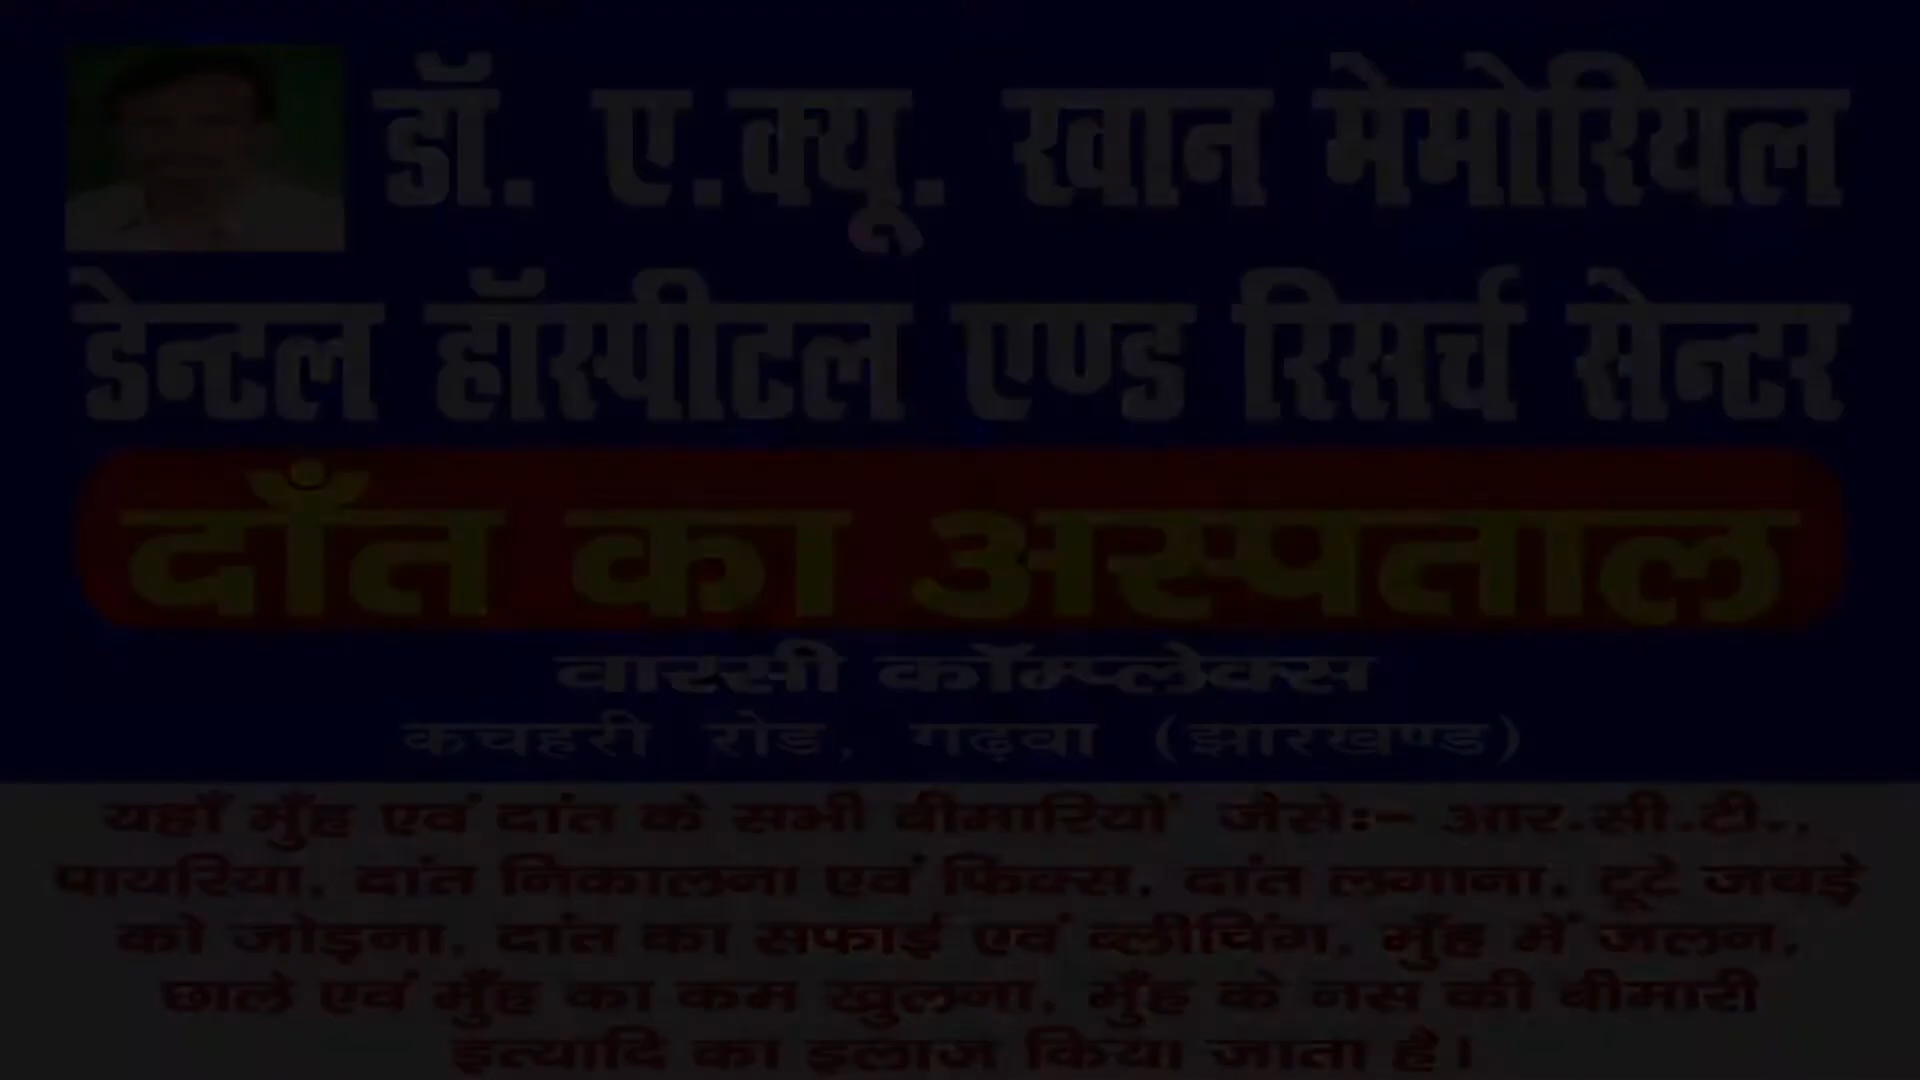 डॉ. ए.क्यू. खान मेमोरियल
डेन्टल हॉस्पीटल एण्ड रिसर्च सेन्टर
दाँत का अस्पताल
वारसी कॉम्प्लेक्स
कचहरी रोड, गढ़वा (झारखण्ड)
यहाँ मुँह एवं दांत के सभी बीमारियों जैसेः- आर.सी.टी.,
पायरिया, दांत निकालना एवं फिक्स, दांत लगाना, टूटे जबड़े
को जोड़ना, दांत का सफाई एवं ब्लीचिंग, मुँह में जलन,
छाले एवं मुँह का कम खुलना, मुँह के नस की बीमारी
इत्यादि का इलाज किया जाता है।